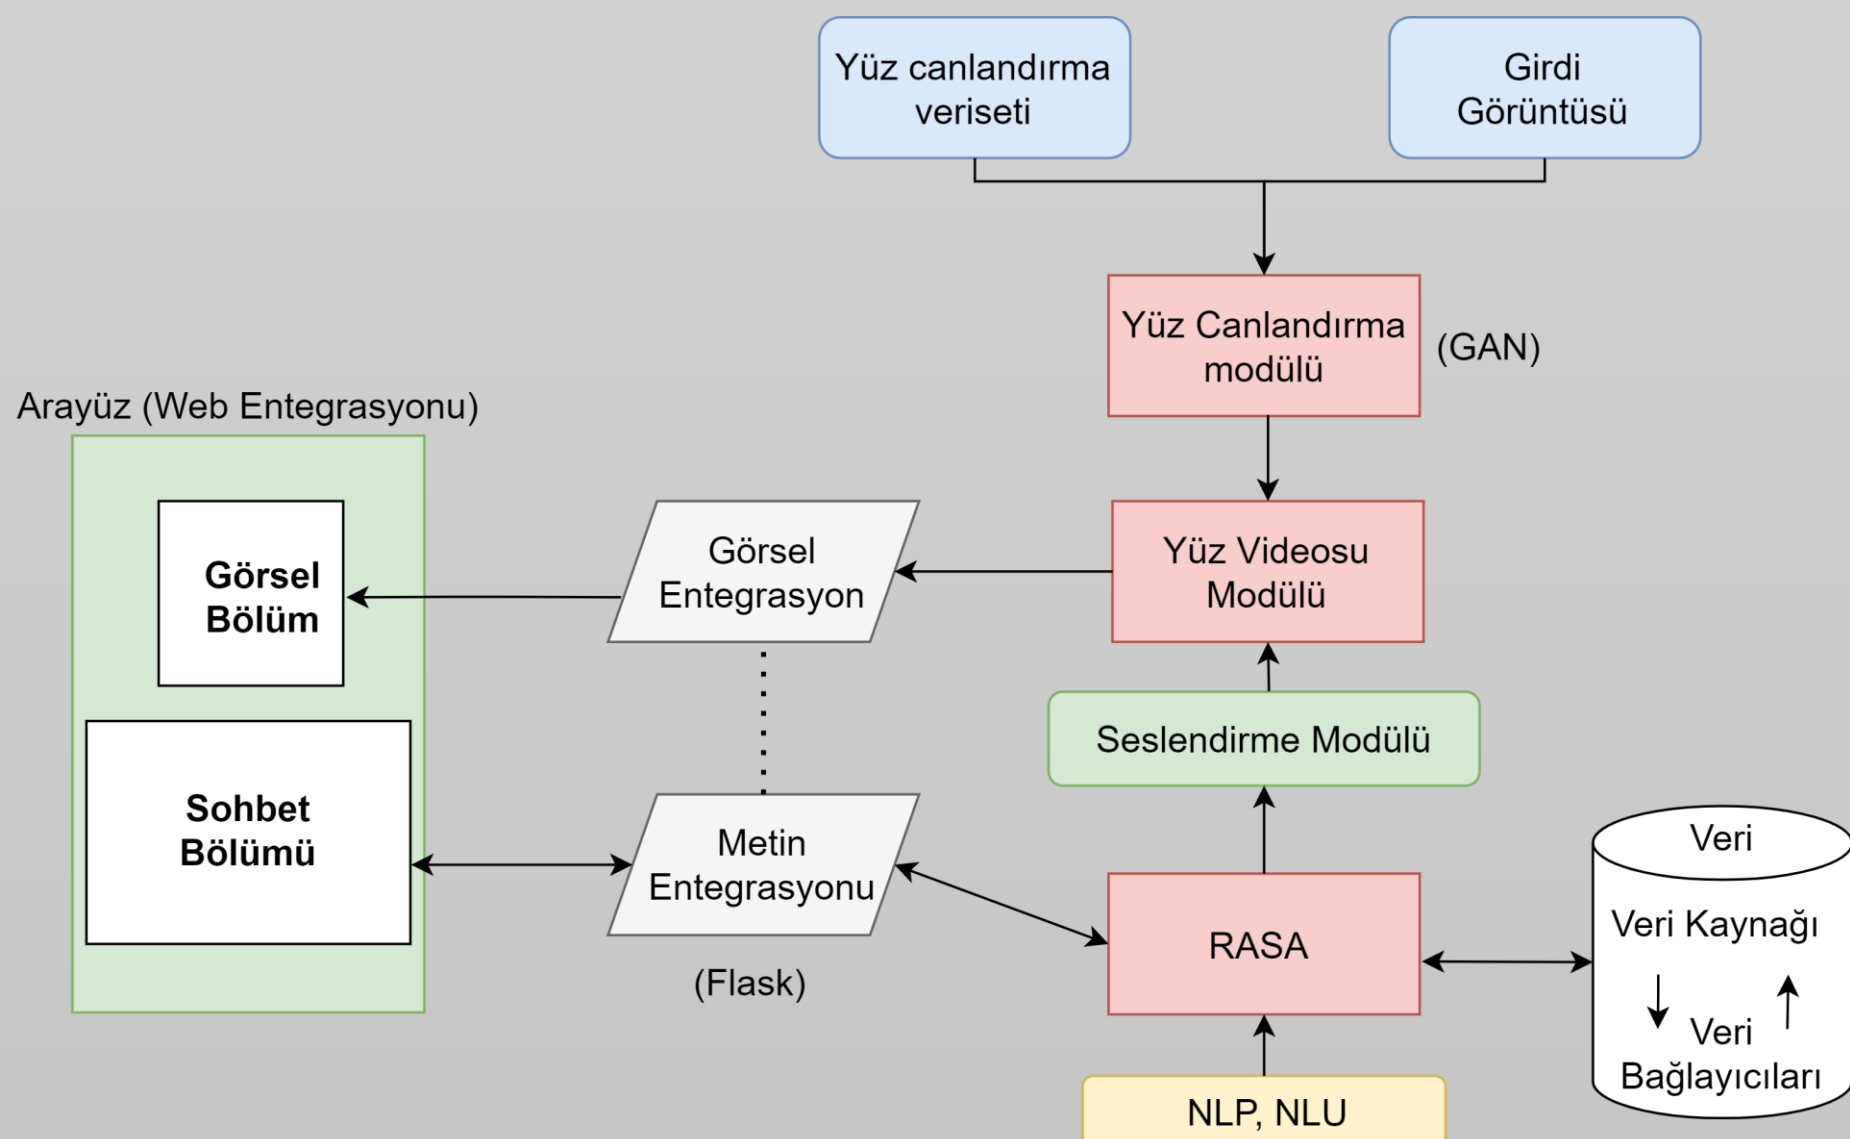 Yüz canlandırma
veriseti
Girdi
Görüntüsü
Yüz Canlandırma
modülü
(GAN)
Arayüz (Web Entegrasyonu)
Görsel
Bölüm
Görsel
Entegrasyon
Yüz Videosu
Modülü
Seslendirme Modülü
Sohbet
Bölümü
Metin
Entegrasyonu
(Flask)
RASA
Veri
Veri Kaynağı
Veri
Bağlayıcıları
NLP, NLU